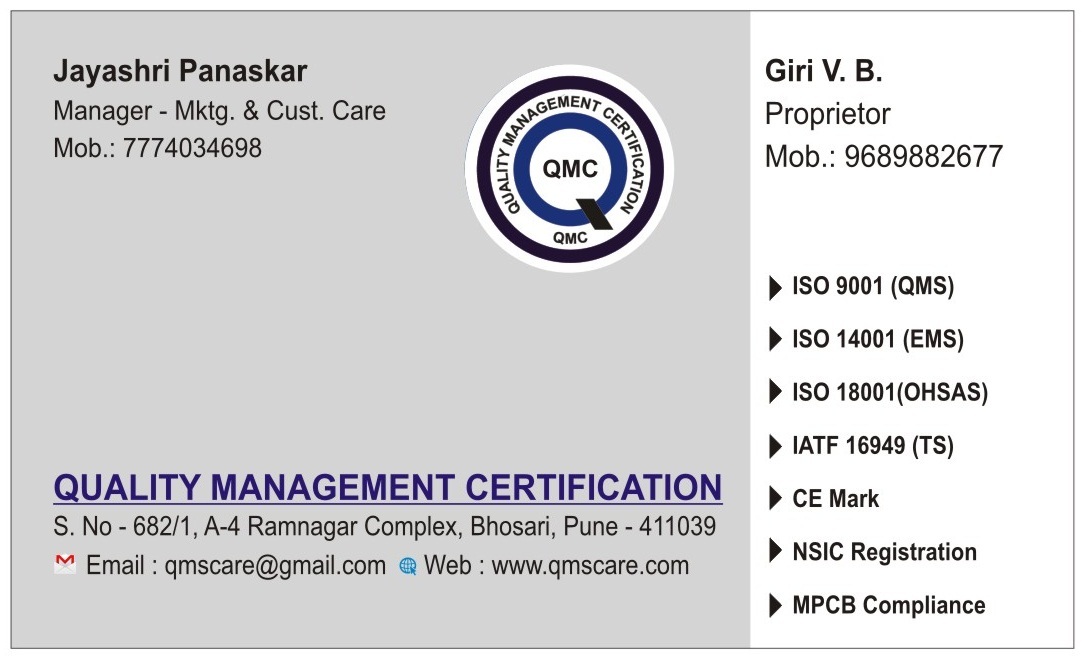 Jayashri Panaskar
Manager - Mktg. & Cust. Care
Mob.: 7774034698
QUALITY MANAGEMENT CERTIFICATION
QMC
QMC
QUALITY MANAGEMENT CERTIFICATION
S. No - 682/1, A-4 Ramnagar Complex, Bhosari, Pune - 411039
Email : qmscare@gmail.com Web : www.qmscare.com
Giri V. B.
Proprietor
Mob.: 9689882677
ISO 9001 (QMS)
ISO 14001 (EMS)
ISO 18001(OHSAS)
IATF 16949 (TS)
CE Mark
NSIC Registration
MPCB Compliance